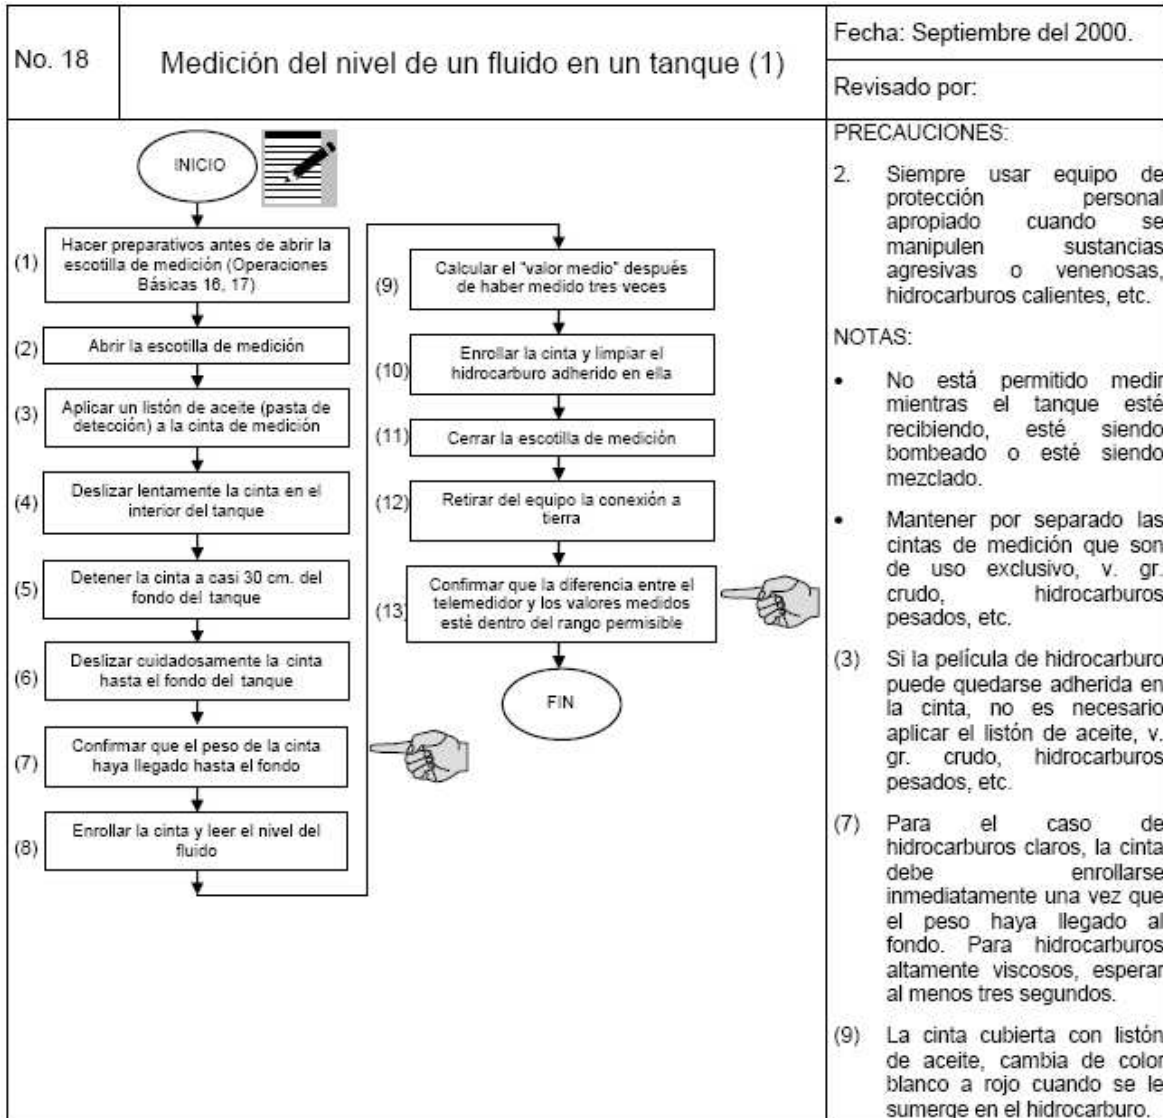 No. 18
Medición del nivel de un fluido en un tanque (1)
Fecha: Septiembre del 2000.
Revisado por:
INICIO
(1)
Hacer preparativos antes de abrir la
escotilla de medición (Operaciones
Básicas 16, 17)
(2)
Abrir la escotilla de medición
(3)
Aplicar un listón de aceite (pasta de
detección) a la cinta de medición
(4)
Deslizar lentamente la cinta en el
interior del tanque
(5)
Detener la cinta a casi 30 cm. del
fondo del tanque
(6)
Deslizar cuidadosamente la cinta
hasta el fondo del tanque
(7)
Confirmar que el peso de la cinta
haya llegado hasta el fondo
(8)
Enrollar la cinta y leer el nivel del
fluido
(9)
Calcular el "valor medio" después
de haber medido tres veces
(10)
Enrollar la cinta y limpiar el
hidrocarburo adherido en ella
(11)
Cerrar la escotilla de medición
(12)
Retirar del equipo la conexión a
tierra
(13)
Confirmar que la diferencia entre el
telemedidor y los valores medidos
esté dentro del rango permisible
FIN
PRECAUCIONES:
2. Siempre usar equipo de
protección personal
apropiado cuando se
manipulen sustancias
agresivas o venenosas,
hidrocarburos calientes, etc.
NOTAS:
• No está permitido medir
mientras el tanque esté
recibiendo, esté siendo
bombeado o esté siendo
mezclado.
• Mantener por separado las
cintas de medición que son
de uso exclusivo, v. gr.
crudo, hidrocarburos
pesados, etc.
(3) Si la película de hidrocarburo
puede quedarse adherida en
la cinta, no es necesario
aplicar el listón de aceite, v.
gr. crudo, hidrocarburos
pesados, etc.
(7) Para el caso de
hidrocarburos claros, la cinta
debe enrollarse
inmediatamente una vez que
el peso haya llegado al
fondo. Para hidrocarburos
altamente viscosos, esperar
al menos tres segundos.
(9) La cinta cubierta con listón
de aceite, cambia de color
blanco a rojo cuando se le
sumerge en el hidrocarburo.